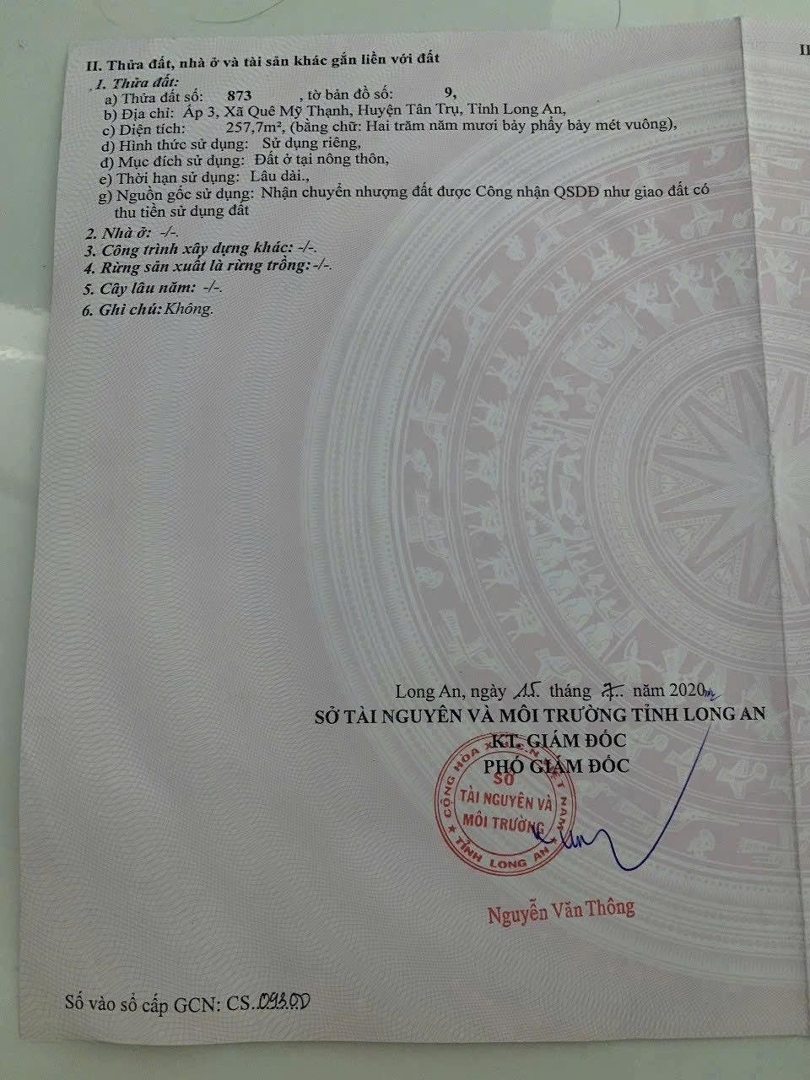 II. Thửa đất, nhà ở và tài sản khác gắn liền với đất
1. Thửa đất:
a) Thửa đất số: 873 , tờ bản đồ số: 9,
b) Địa chỉ: Ấp 3, Xã Quê Mỹ Thạnh, Huyện Tân Trụ, Tỉnh Long An,
c) Diện tích: 257,7m², (bằng chữ: Hai trăm năm mươi bảy phẩy bảy mét vuông),
d) Hình thức sử dụng: Sử dụng riêng,
đ) Mục đích sử dụng: Đất ở tại nông thôn,
e) Thời hạn sử dụng: Lâu dài.,
g) Nguồn gốc sử dụng: Nhận chuyển nhượng đất được Công nhận QSDĐ như giao đất có
thu tiền sử dụng đất
2. Nhà ở: -/-.
3. Công trình xây dựng khác: -/-.
4. Rừng sản xuất là rừng trồng: -/-.
5. Cây lâu năm: -/-.
6. Ghi chú: Không.
Long An, ngày 15 tháng 7 năm 2020
SỞ TÀI NGUYÊN VÀ MÔI TRƯỜNG TỈNH LONG AN
KT. GIÁM ĐỐC
PHÓ GIÁM ĐỐC
CỘNG HÒA X.H.C.N VIỆT NAM
SỞ
TÀI NGUYÊN VÀ
MÔI TRƯỜNG
★ TỈNH LONG AN ★
Nguyễn Văn Thông
Số vào sổ cấp GCN: CS